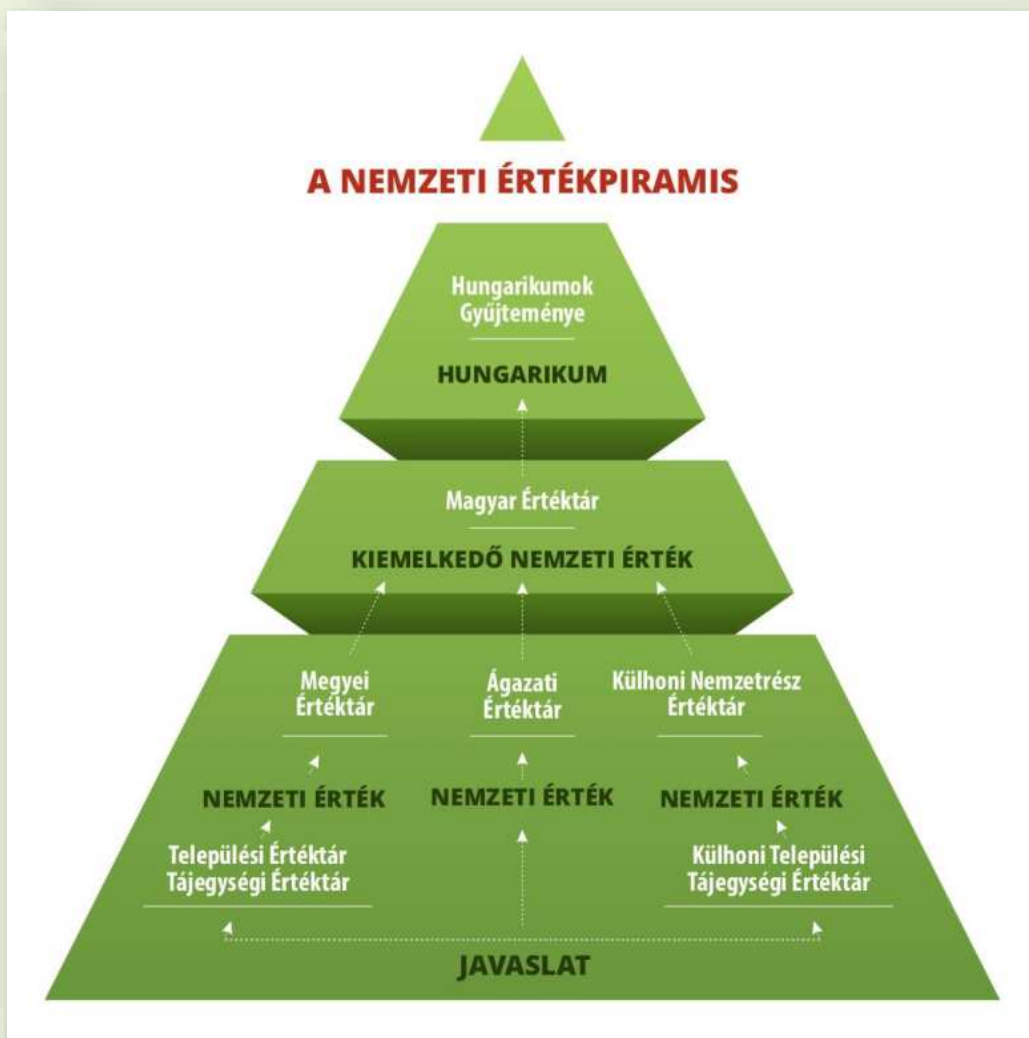 A NEMZETI ÉRTÉKPIRAMIS
Hungarikumok
Gyűjteménye
HUNGARIKUM
Magyar Értéktár
KIEMELKEDŐ NEMZETI ÉRTÉK
Megyei
Értéktár
Ágazati
Értéktár
Külhoni Nemzetrész
Értéktár
NEMZETI ÉRTÉK
NEMZETI ÉRTÉK
NEMZETI ÉRTÉK
Települési Értéktár
Tájegységi Értéktár
Külhoni Települési
Tájegységi Értéktár
JAVASLAT